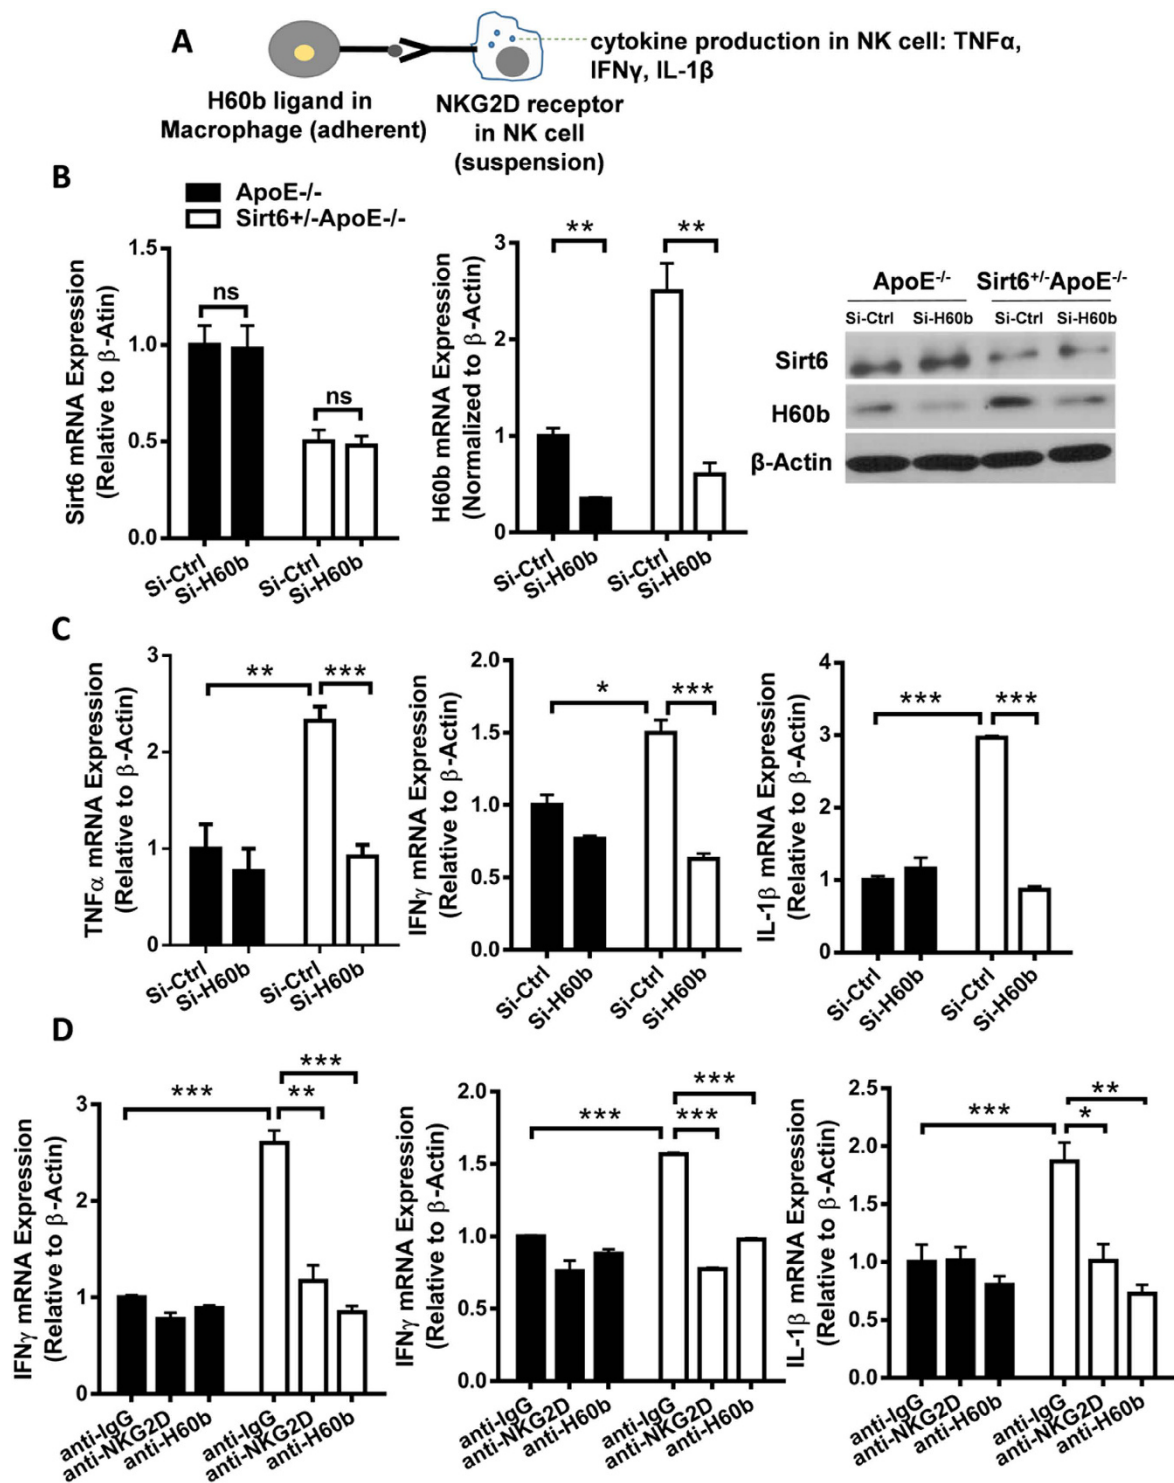 A
cytokine production in NK cell: TNFα,
IFNγ, IL-1β
H60b ligand in
Macrophage (adherent)
NKG2D receptor
in NK cell
(suspension)
B
ApoE-/-
Sirt6+/-ApoE-/-
Sirt6 mRNA Expression
(Relative to β-Atin)
1.5
1.0
0.5
0.0
ns
ns
Si-Ctrl
Si-H60b
Si-Ctrl
Si-H60b
H60b mRNA Expression
(Normalized to β-Actin)
3
2
1
0
**
**
Si-Ctrl
Si-H60b
Si-Ctrl
Si-H60b
ApoE-/- Sirt6+/-ApoE-/-
Si-Ctrl Si-H60b Si-Ctrl Si-H60b
Sirt6
H60b
β-Actin
C
TNFα mRNA Expression
(Relative to β-Actin)
3
2
1
0
** ***
Si-Ctrl
Si-H60b
Si-Ctrl
Si-H60b
IFNγ mRNA Expression
(Relative to β-Actin)
2.0
1.5
1.0
0.5
0.0
* ***
Si-Ctrl
Si-H60b
Si-Ctrl
Si-H60b
IL-1β mRNA Expression
(Relative to β-Actin)
4
3
2
1
0
*** ***
Si-Ctrl
Si-H60b
Si-Ctrl
Si-H60b
D
IFNγ mRNA Expression
(Relative to β-Actin)
3
2
1
0
***
*** **
anti-IgG
anti-NKG2D
anti-H60b
anti-IgG
anti-NKG2D
anti-H60b
IFNγ mRNA Expression
(Relative to β-Actin)
2.0
1.5
1.0
0.5
0.0
***
*** ***
anti-IgG
anti-NKG2D
anti-H60b
anti-IgG
anti-NKG2D
anti-H60b
IL-1β mRNA Expression
(Relative to β-Actin)
2.5
2.0
1.5
1.0
0.5
0.0
**
*** *
anti-IgG
anti-NKG2D
anti-H60b
anti-IgG
anti-NKG2D
anti-H60b